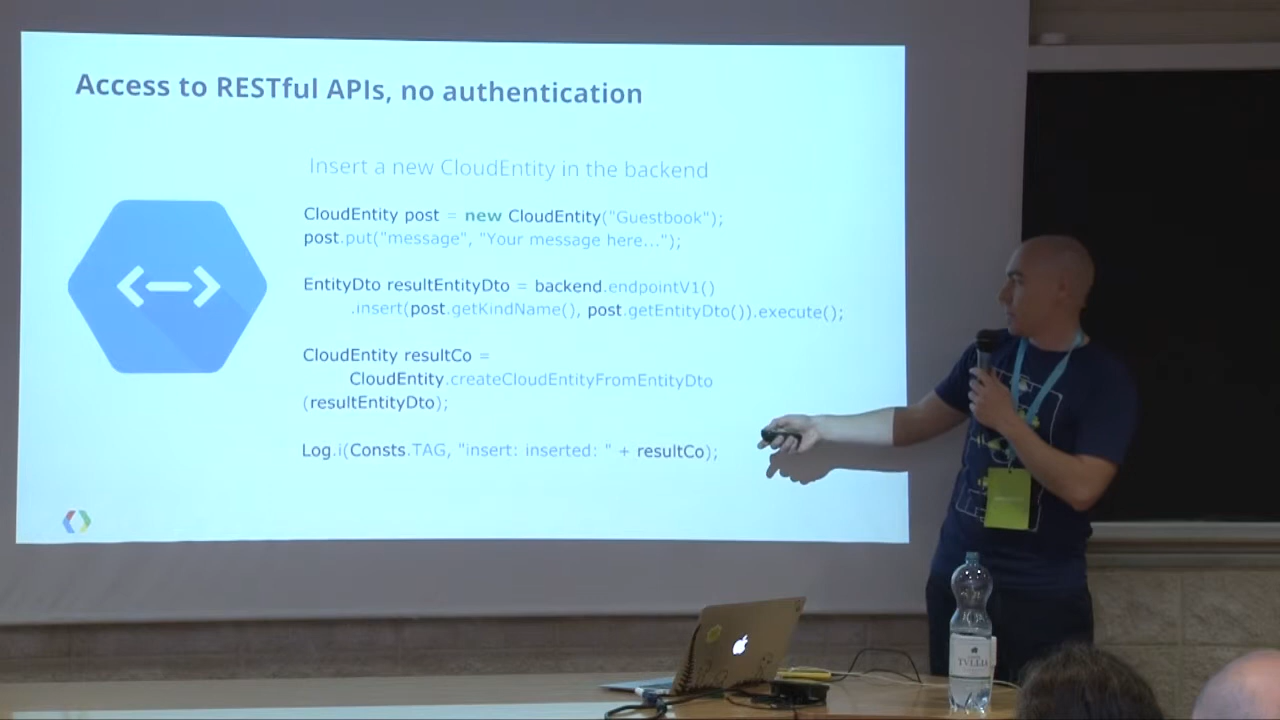 Access to RESTful APIs, no authentication
Insert a new CloudEntity in the backend
CloudEntity post = new CloudEntity("Guestbook");
post.put("message", "Your message here...");
EntityDto resultEntityDto = backend.endpointV1()
.insert(post.getKindName(), post.getEntityDto()).execute();
CloudEntity resultCo =
CloudEntity.createCloudEntityFromEntityDto
(resultEntityDto);
Log.i(Consts.TAG, "insert: inserted: " + resultCo);